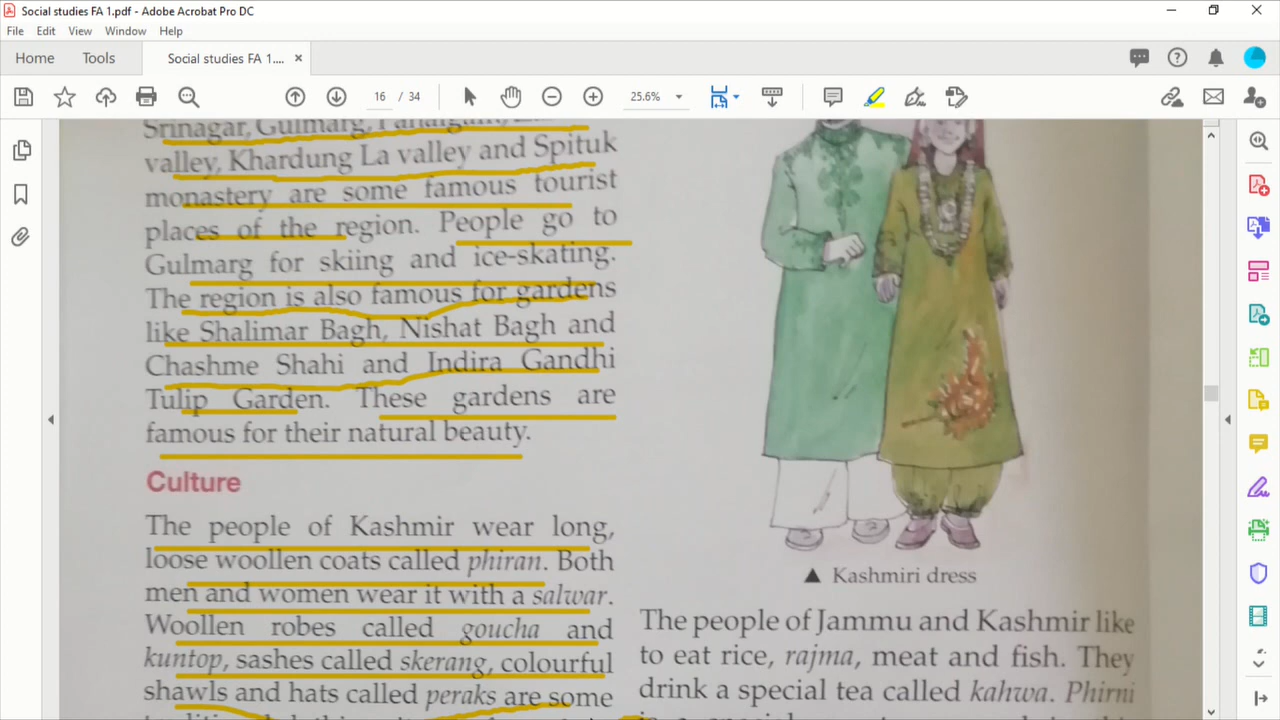 Social studies FA 1.pdf - Adobe Acrobat Pro DC
File Edit View Window Help
Home Tools Social studies FA 1....
16 / 34 25.6%
Srinagar, Gulmarg,
valley, Khardung La valley and Spituk
monastery are some famous tourist
places of the region. People go to
Gulmarg for skiing and ice-skating.
The region is also famous for gardens
like Shalimar Bagh, Nishat Bagh and
Chashme Shahi and Indira Gandhi
Tulip Garden. These gardens are
famous for their natural beauty.
Culture
The people of Kashmir wear long,
loose woollen coats called phiran. Both
men and women wear it with a salwar.
Woollen robes called goucha and
kuntop, sashes called skerang, colourful
shawls and hats called peraks are some
▲ Kashmiri dress
The people of Jammu and Kashmir like
to eat rice, rajma, meat and fish. They
drink a special tea called kahwa. Phirni